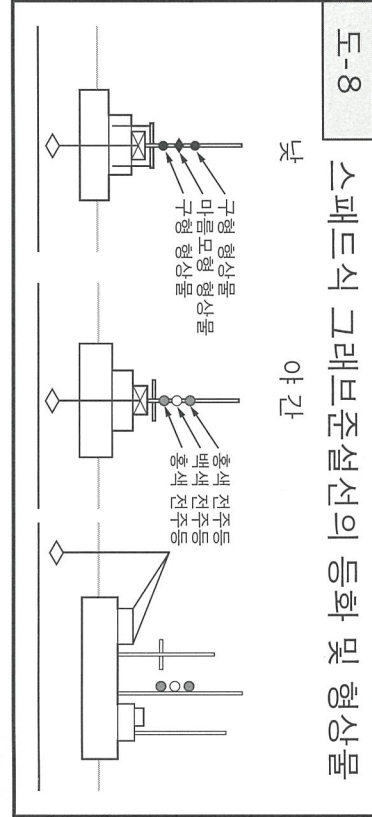 도-8
스패드식 그래브준설선의 등화 및 형상물
낮
야간
구형 형상물
마름모형 형상물
구형 형상물
홍색 전주등
백색 전주등
홍색 전주등